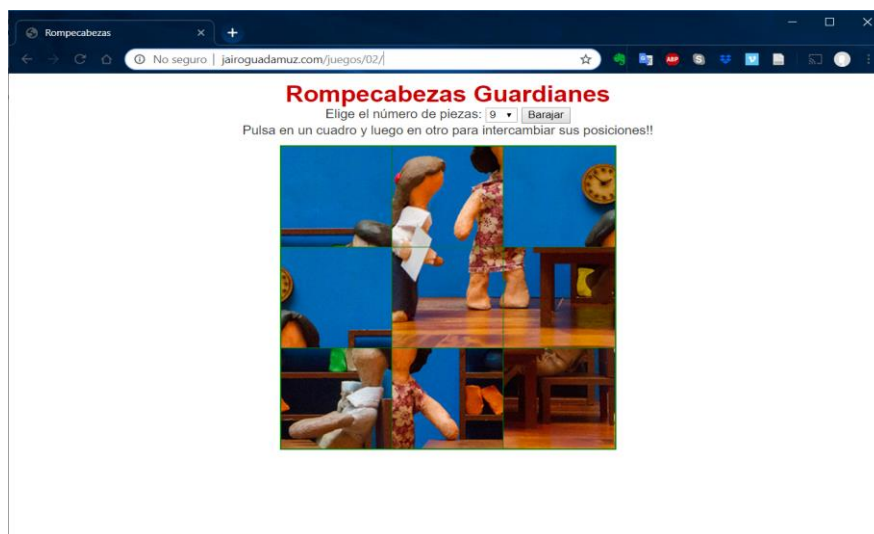 Rompecabezas
No seguro | jairoguadamuz.com/juegos/02/
Rompecabezas Guardianes
Elige el número de piezas: 9 Barajar
Pulsa en un cuadro y luego en otro para intercambiar sus posiciones!!